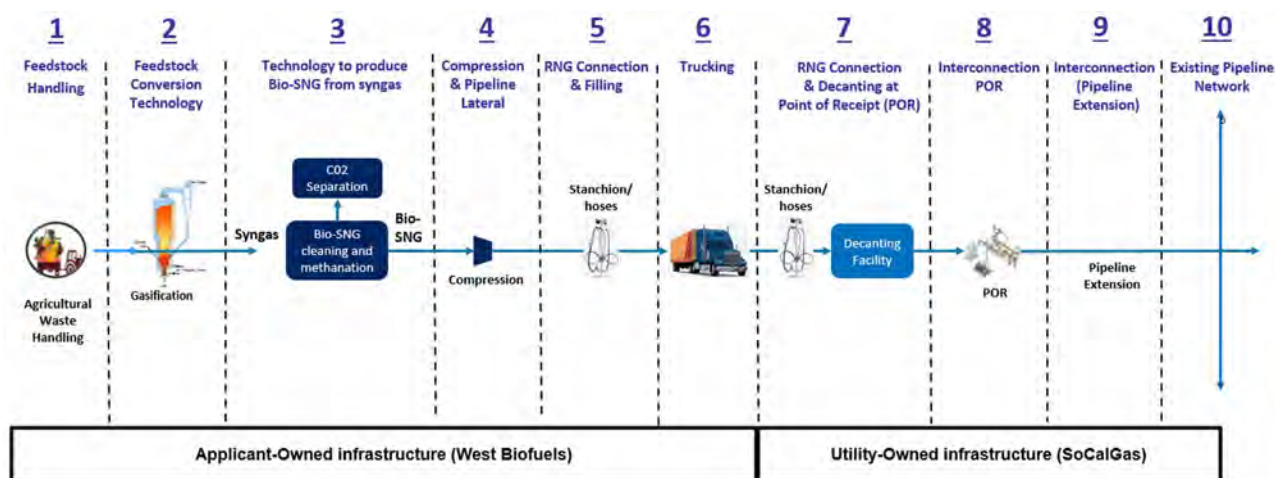 1
Feedstock
Handling
2
Feedstock
Conversion
Technology
3
Technology to produce
Bio-SNG from syngas
4
Compression
& Pipeline
Lateral
5
RNG Connection
& Filling
6
Trucking
7
RNG Connection
& Decanting at
Point of Receipt (POR)
8
Interconnection
POR
9
Interconnection
(Pipeline
Extension)
10
Existing Pipeline
Network
Agricultural
Waste
Handling
Gasification
Syngas
C02
Separation
Bio-SNG
cleaning and
methanation
Bio-
SNG
Compression
Stanchion/
hoses
Stanchion/
hoses
Decanting
Facility
POR
Pipeline
Extension
Applicant-Owned infrastructure (West Biofuels)
Utility-Owned infrastructure (SoCalGas)